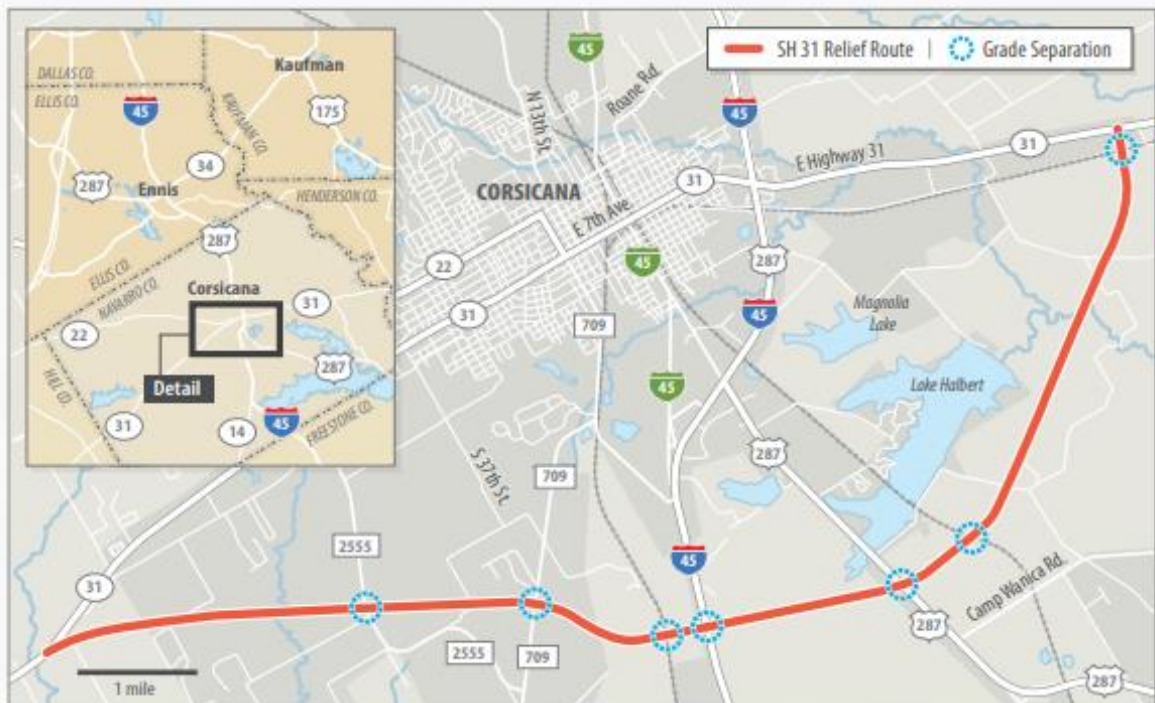 SH 31 Relief Route | Grade Separation
DALLAS CO.
ELLIS CO.
KAUFMAN CO.
Kaufman
45
175
34
287
Ennis
HENDERSON CO.
287
ELLIS CO.
NAVARRO CO.
Corsicana
31
22
287
Detail
HILL CO.
31
14
45
FREESTONE CO.
45
N 13th St.
Roane Rd.
45
CORSICANA
31
E Highway 31
31
E 7th Ave.
22
45
287
31
709
45
Magnolia
Lake
45
Lake Halbert
S 37th St.
709
287
2555
45
31
Camp Wanica Rd.
287
2555
709
287
1 mile